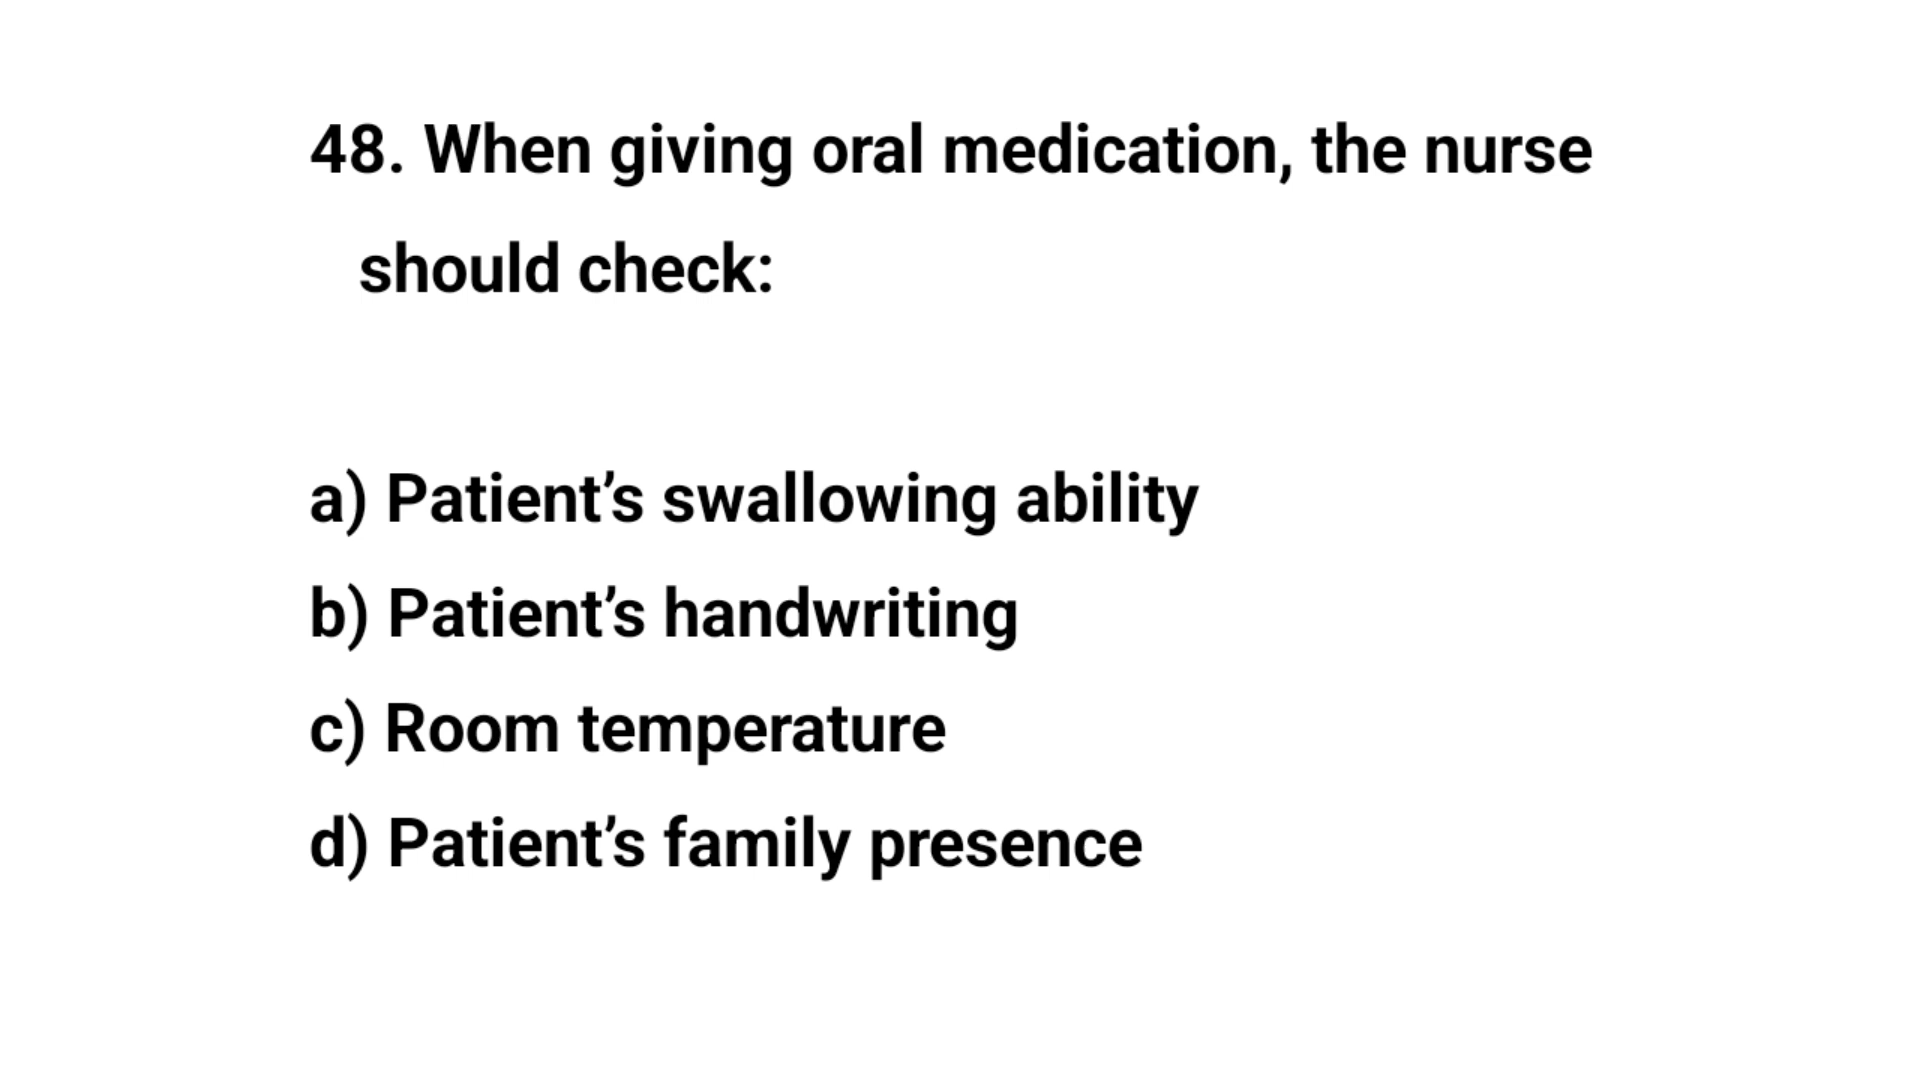 48. When giving oral medication, the nurse
should check:
a) Patient’s swallowing ability
b) Patient’s handwriting
c) Room temperature
d) Patient’s family presence